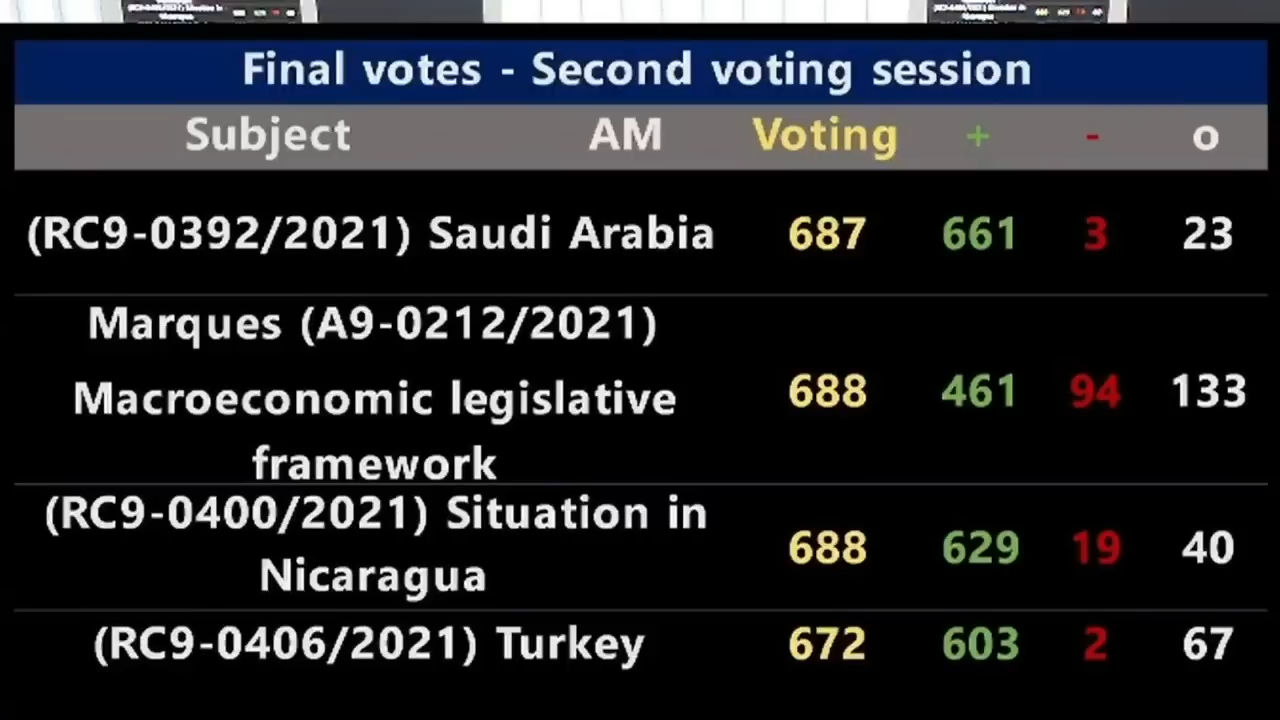 Final votes - Second voting session
Subject AM Voting + - o
(RC9-0392/2021) Saudi Arabia 687 661 3 23
Marques (A9-0212/2021)
Macroeconomic legislative 688 461 94 133
framework
(RC9-0400/2021) Situation in
Nicaragua 688 629 19 40
(RC9-0406/2021) Turkey 672 603 2 67